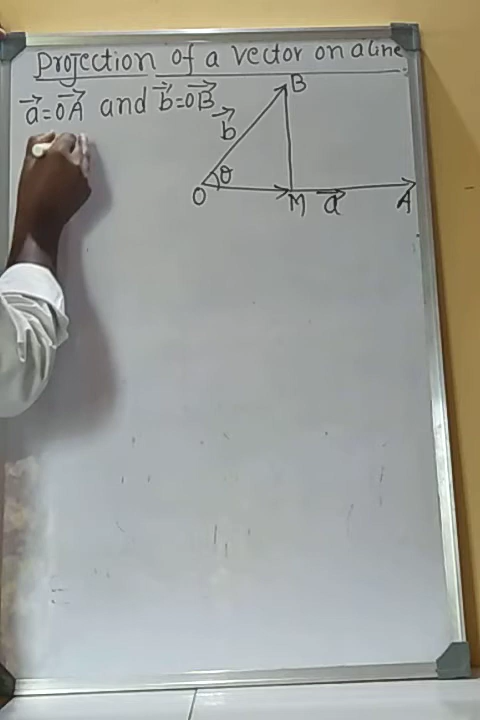 Projection of a vector on a line
a⃗=OA⃗ and b⃗=OB⃗
B
b⃗
θ
O M a⃗ A